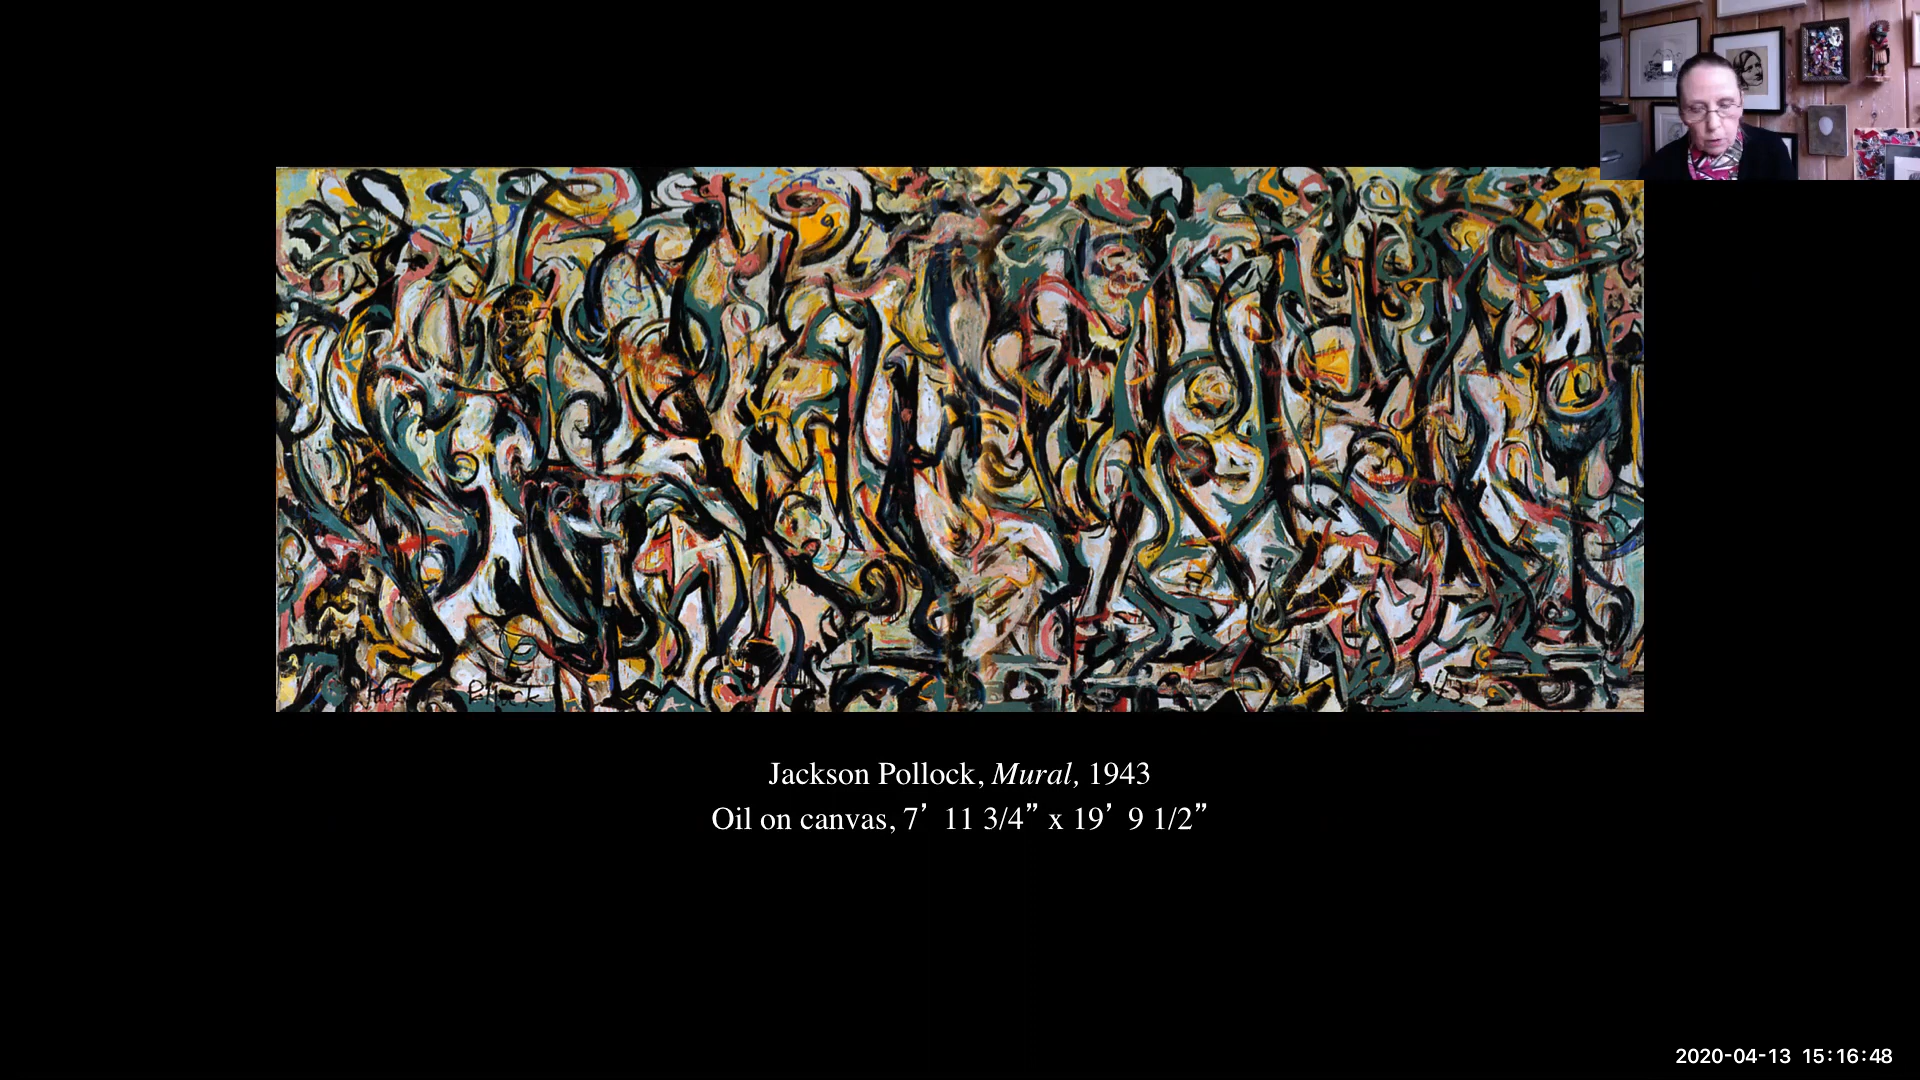 Pollock
Jackson Pollock, Mural, 1943
Oil on canvas, 7’ 11 3/4” x 19’ 9 1/2”
2020-04-13 15:16:48